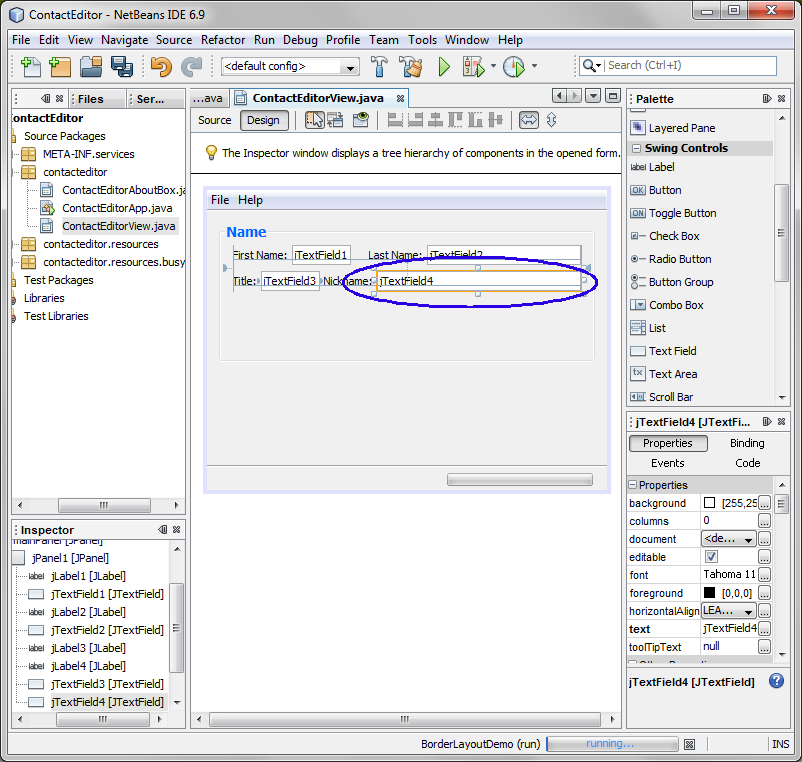 ContactEditor - NetBeans IDE 6.9
File Edit View Navigate Source Refactor Run Debug Profile Team Tools Window Help
<default config>
Search (Ctrl+I)
Files
Ser...
...ava
ContactEditorView.java
Source Design
The Inspector window displays a tree hierarchy of components in the opened form.
ontactEditor
Source Packages
META-INF.services
contacteditor
ContactEditorAboutBox.ja
ContactEditorApp.java
ContactEditorView.java
contacteditor.resources
contacteditor.resources.busy
Test Packages
Libraries
Test Libraries
File Help
Name
First Name: jTextField1 Last Name: jTextField2
Title: jTextField3 Nickname: jTextField4
Palette
Layered Pane
Swing Controls
label Label
OK Button
ON Toggle Button
Check Box
Radio Button
Button Group
Combo Box
List
Text Field
Text Area
Scroll Bar
Inspector
mainPanel [JPanel]
jPanel1 [JPanel]
label jLabel1 [JLabel]
jTextField1 [JTextField]
label jLabel2 [JLabel]
jTextField2 [JTextField]
label jLabel3 [JLabel]
label jLabel4 [JLabel]
jTextField3 [JTextField]
jTextField4 [JTextField]
jTextField4 [JTextFi...
Properties Binding
Events Code
Properties
background [255,25 ...
columns 0 ...
document <de... ...
editable ...
font Tahoma 11 ...
foreground [0,0,0] ...
horizontalAlign LEA... ...
text jTextField4 ...
toolTipText null ...
jTextField4 [JTextField]
BorderLayoutDemo (run) running... INS